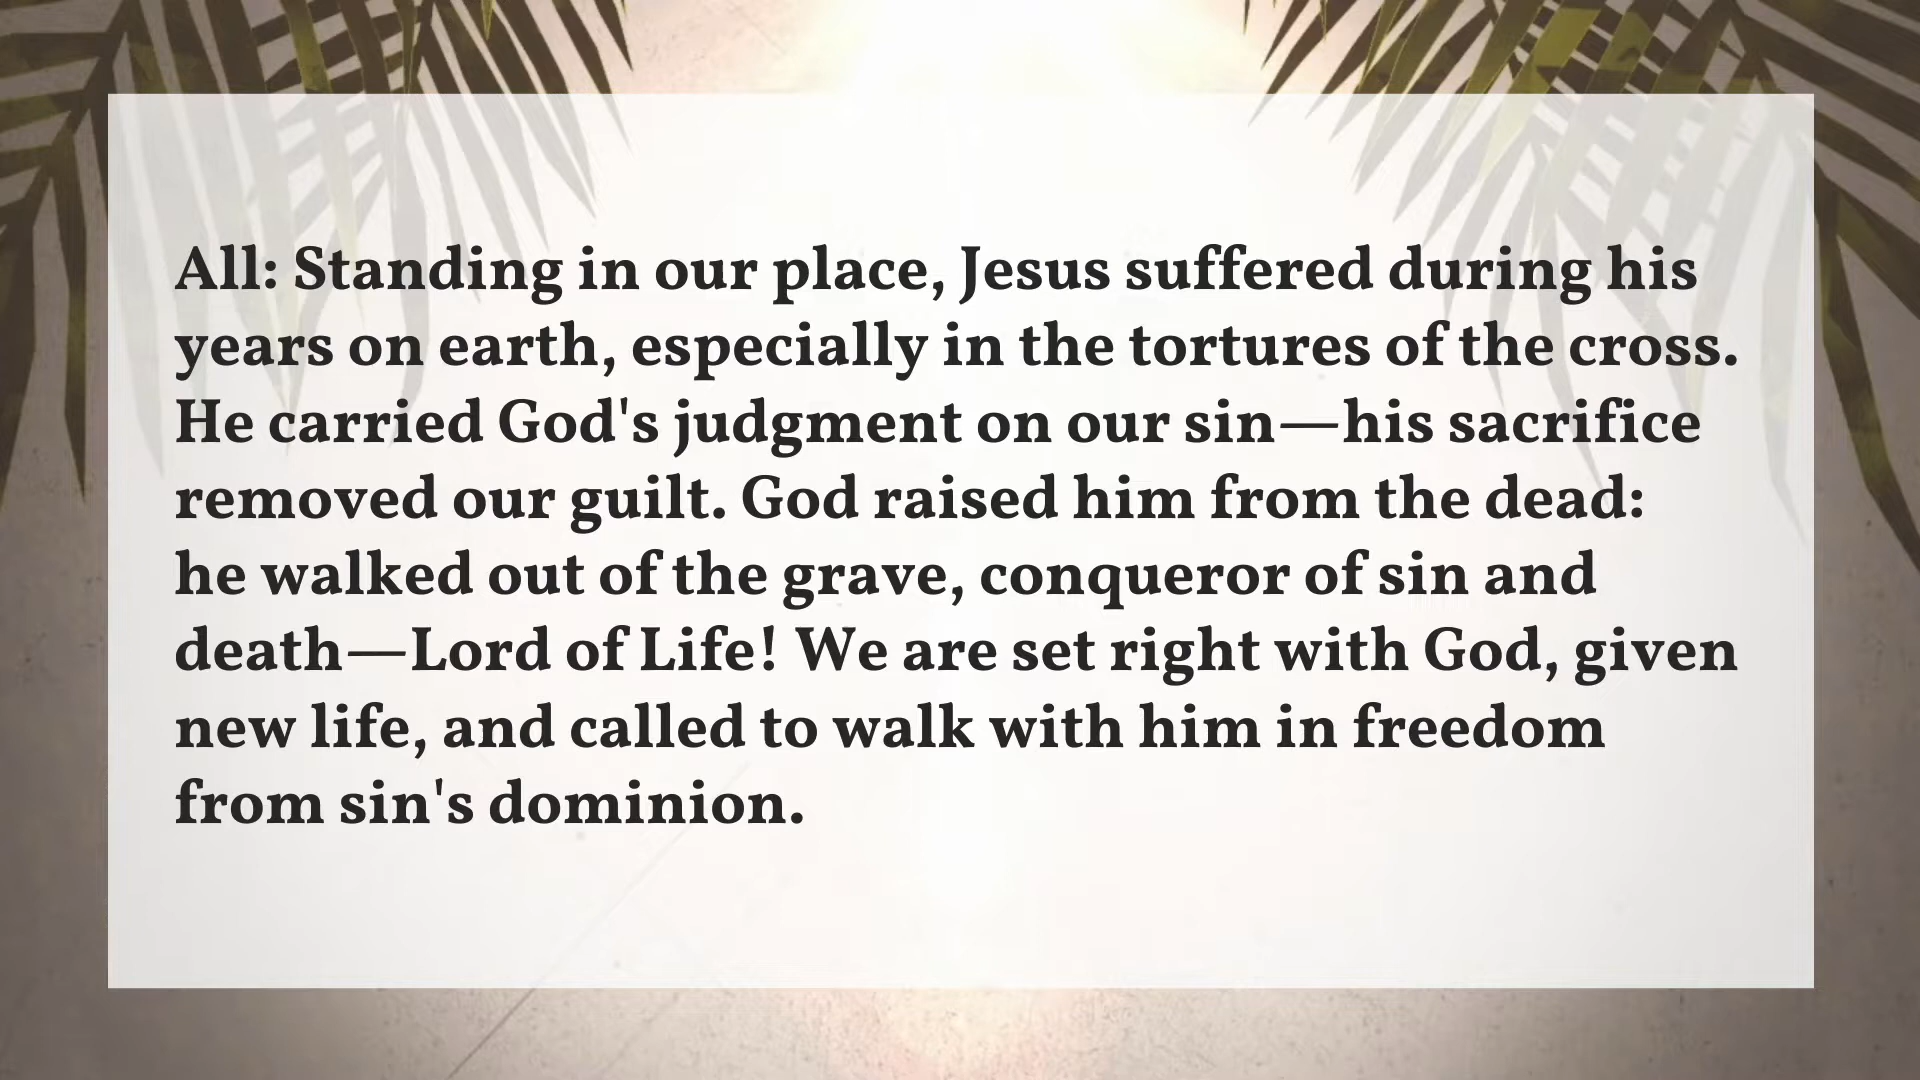 All: Standing in our place, Jesus suffered during his
years on earth, especially in the tortures of the cross.
He carried God's judgment on our sin—his sacrifice
removed our guilt. God raised him from the dead:
he walked out of the grave, conqueror of sin and
death—Lord of Life! We are set right with God, given
new life, and called to walk with him in freedom
from sin's dominion.